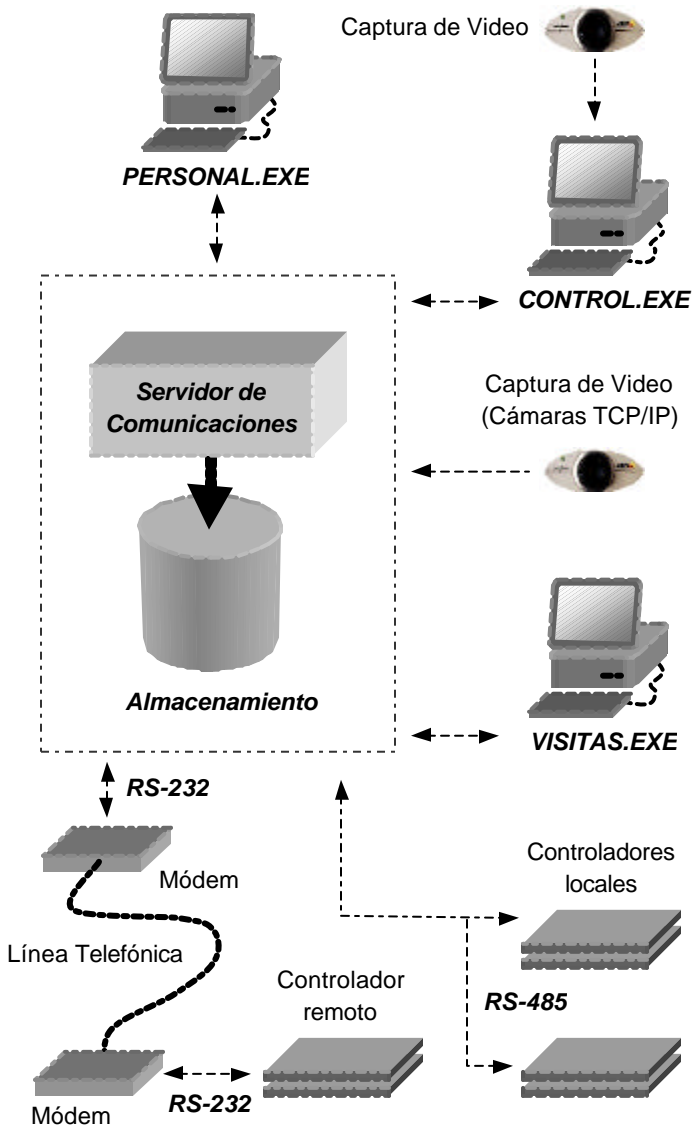 Captura de Video
PERSONAL.EXE
CONTROL.EXE
Servidor de
Comunicaciones
Captura de Video
(Cámaras TCP/IP)
Almacenamiento
VISITAS.EXE
RS-232
Módem
Controladores
locales
Línea Telefónica
Controlador
remoto
RS-485
Módem
RS-232